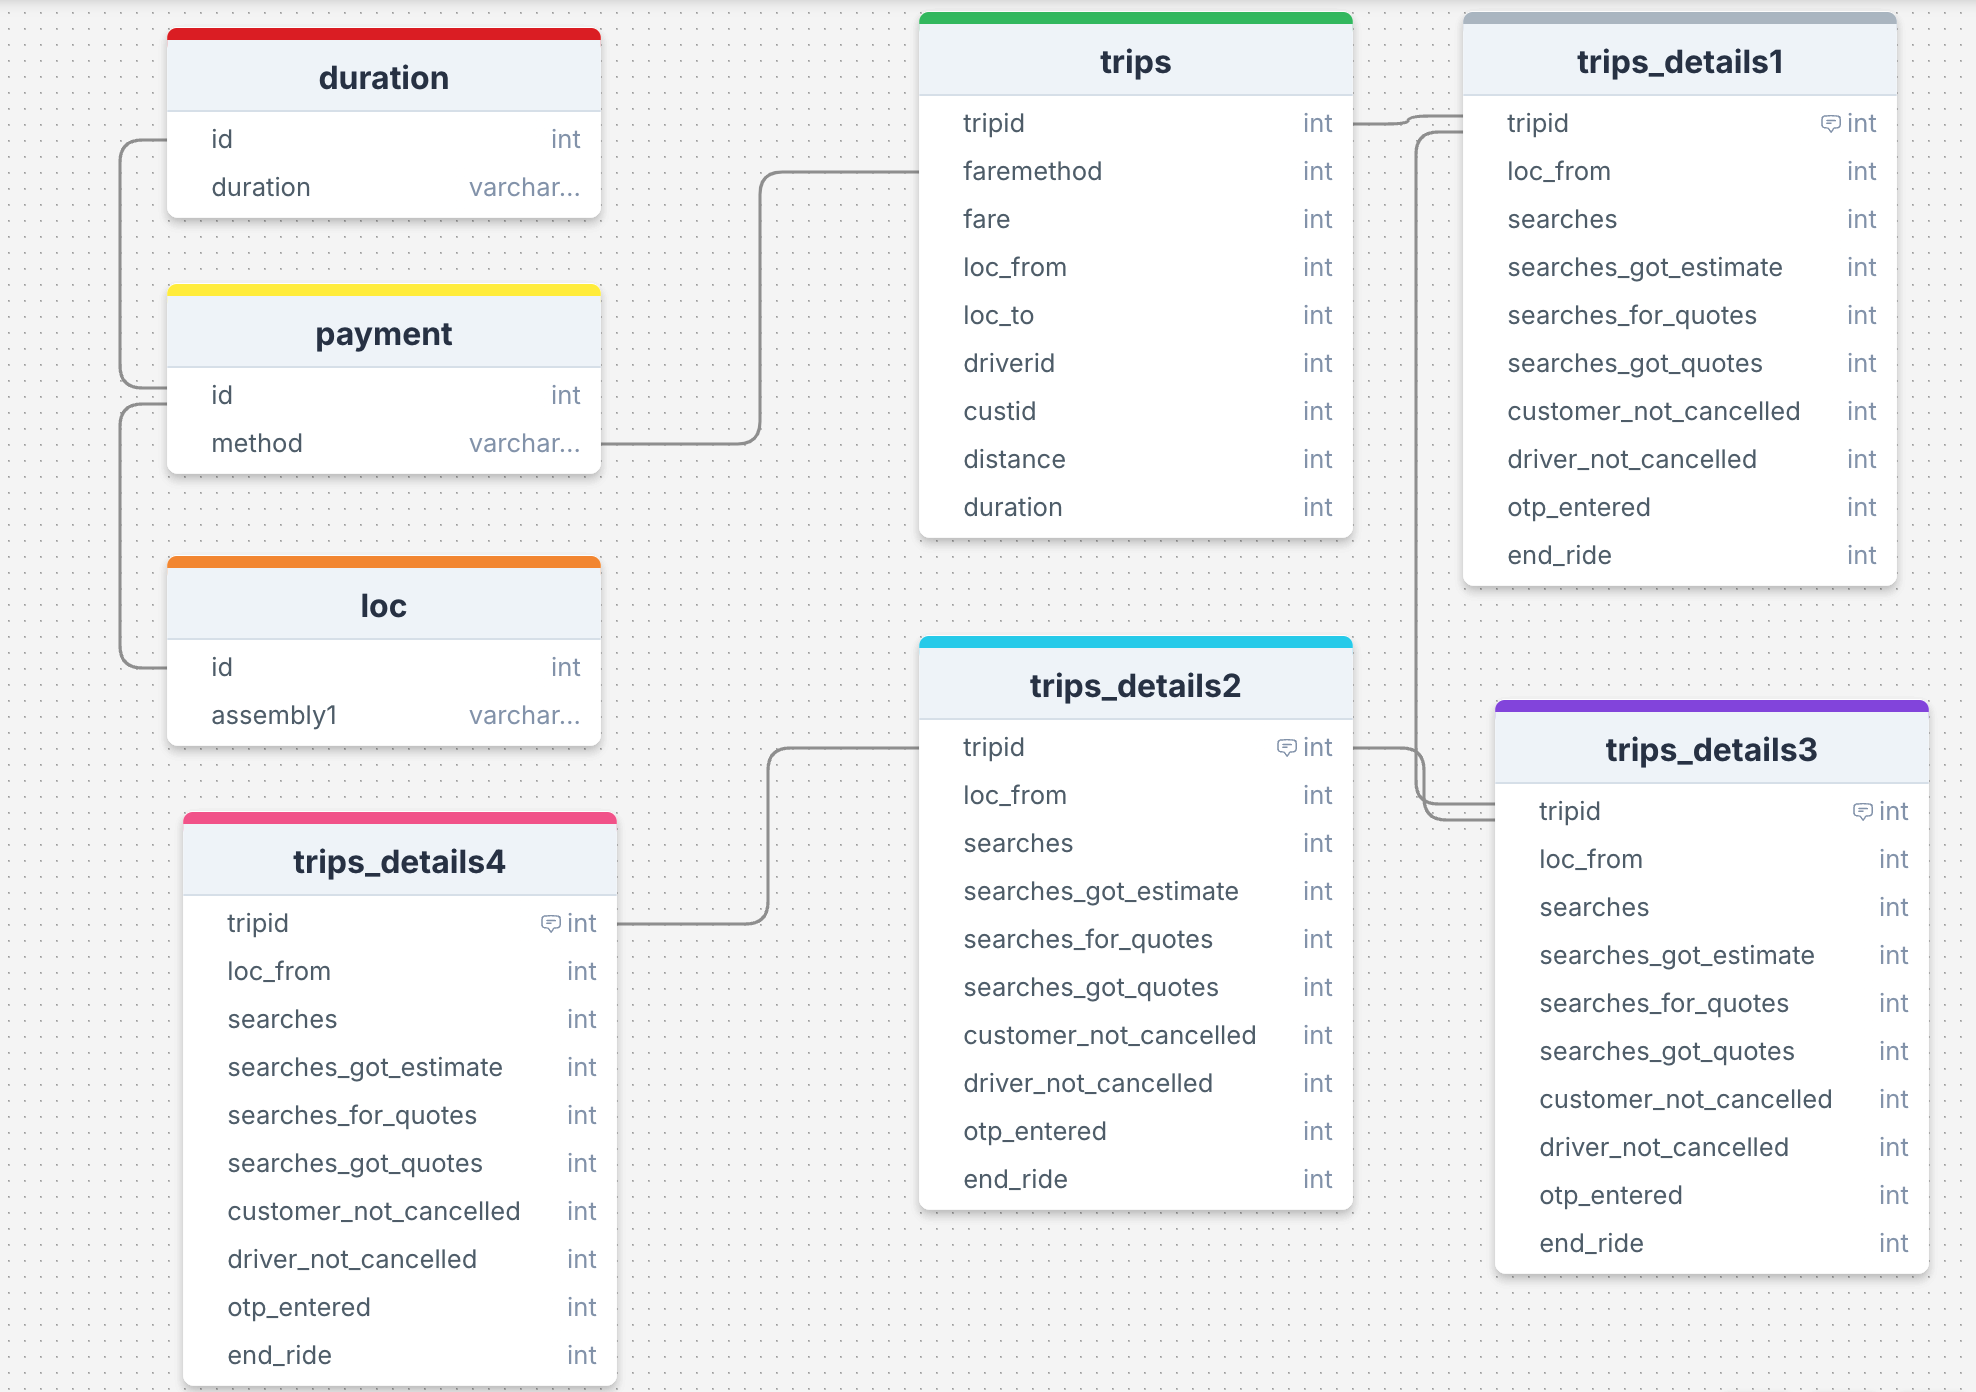 duration
id int
duration varchar...
payment
id int
method varchar...
loc
id int
assembly1 varchar...
trips_details4
tripid int
loc_from int
searches int
searches_got_estimate int
searches_for_quotes int
searches_got_quotes int
customer_not_cancelled int
driver_not_cancelled int
otp_entered int
end_ride int
trips
tripid int
faremethod int
fare int
loc_from int
loc_to int
driverid int
custid int
distance int
duration int
trips_details2
tripid int
loc_from int
searches int
searches_got_estimate int
searches_for_quotes int
searches_got_quotes int
customer_not_cancelled int
driver_not_cancelled int
otp_entered int
end_ride int
trips_details1
tripid int
loc_from int
searches int
searches_got_estimate int
searches_for_quotes int
searches_got_quotes int
customer_not_cancelled int
driver_not_cancelled int
otp_entered int
end_ride int
trips_details3
tripid int
loc_from int
searches int
searches_got_estimate int
searches_for_quotes int
searches_got_quotes int
customer_not_cancelled int
driver_not_cancelled int
otp_entered int
end_ride int